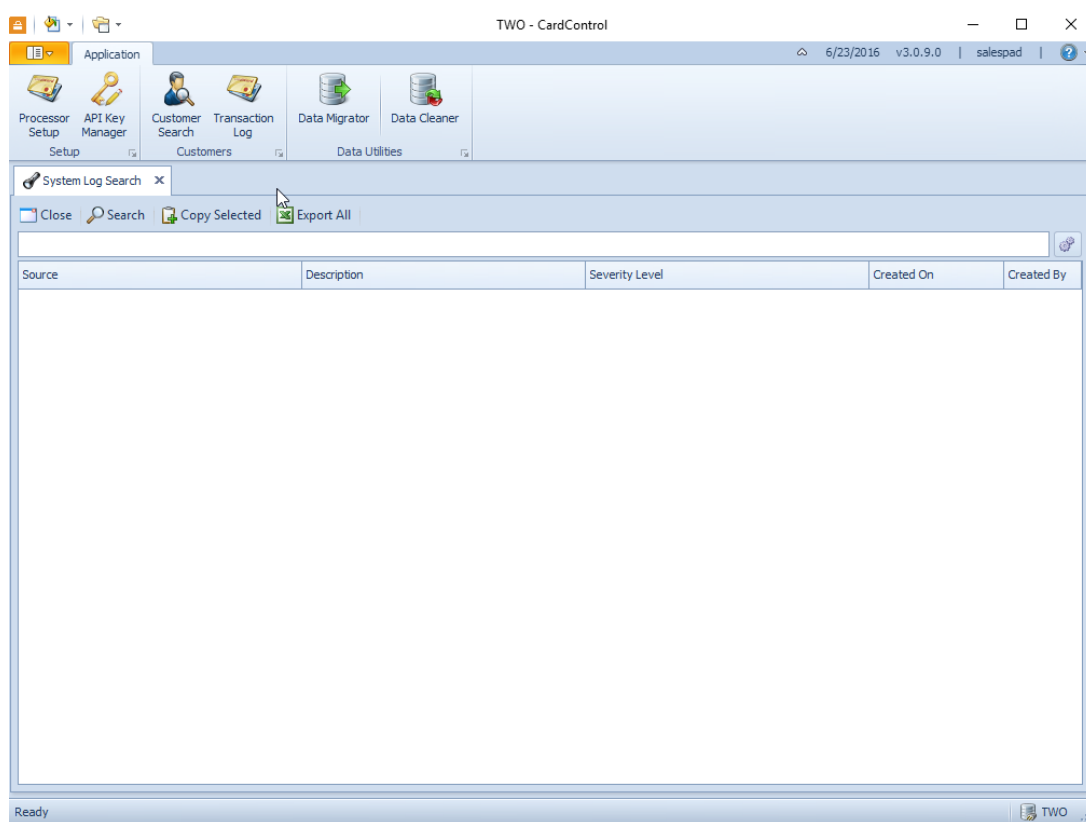 TWO - CardControl
Application
6/23/2016 v3.0.9.0 | salespad |
Processor Setup
API Key Manager
Customer Search
Transaction Log
Data Migrator
Data Cleaner
Setup
Customers
Data Utilities
System Log Search
Close
Search
Copy Selected
Export All
Source
Description
Severity Level
Created On
Created By
Ready
TWO